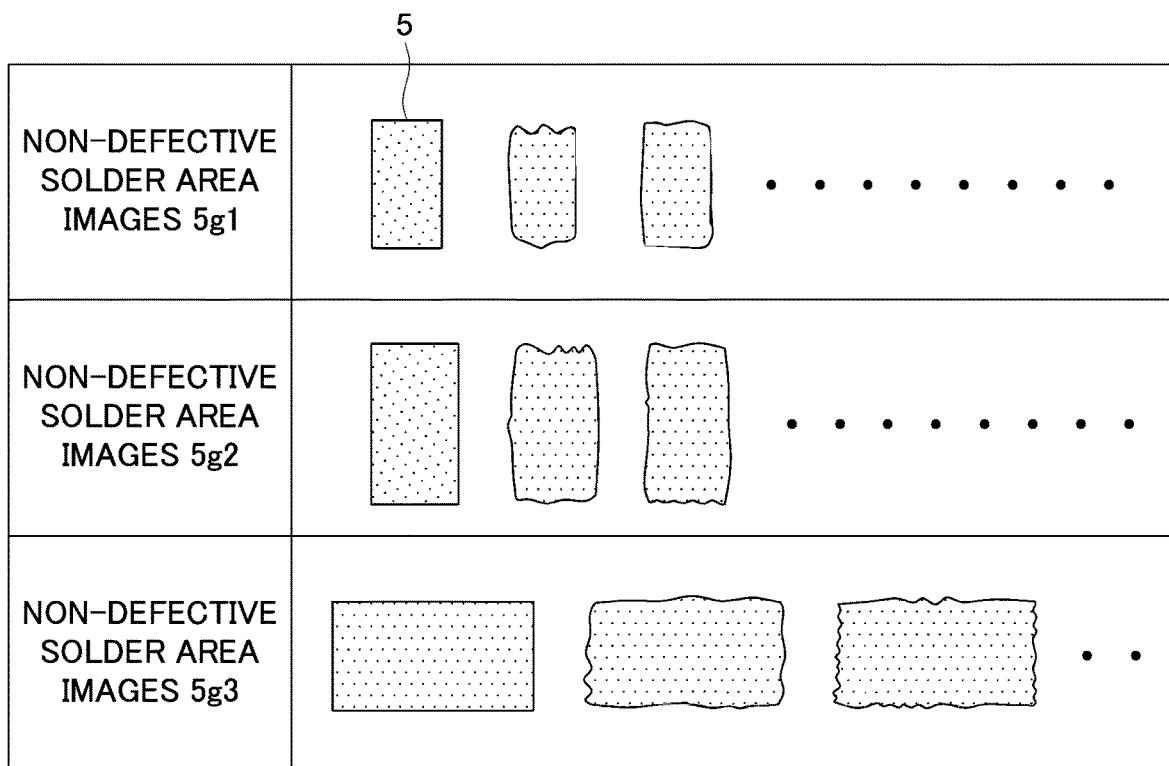 5
NON-DEFECTIVE
SOLDER AREA
IMAGES 5g1
NON-DEFECTIVE
SOLDER AREA
IMAGES 5g2
NON-DEFECTIVE
SOLDER AREA
IMAGES 5g3